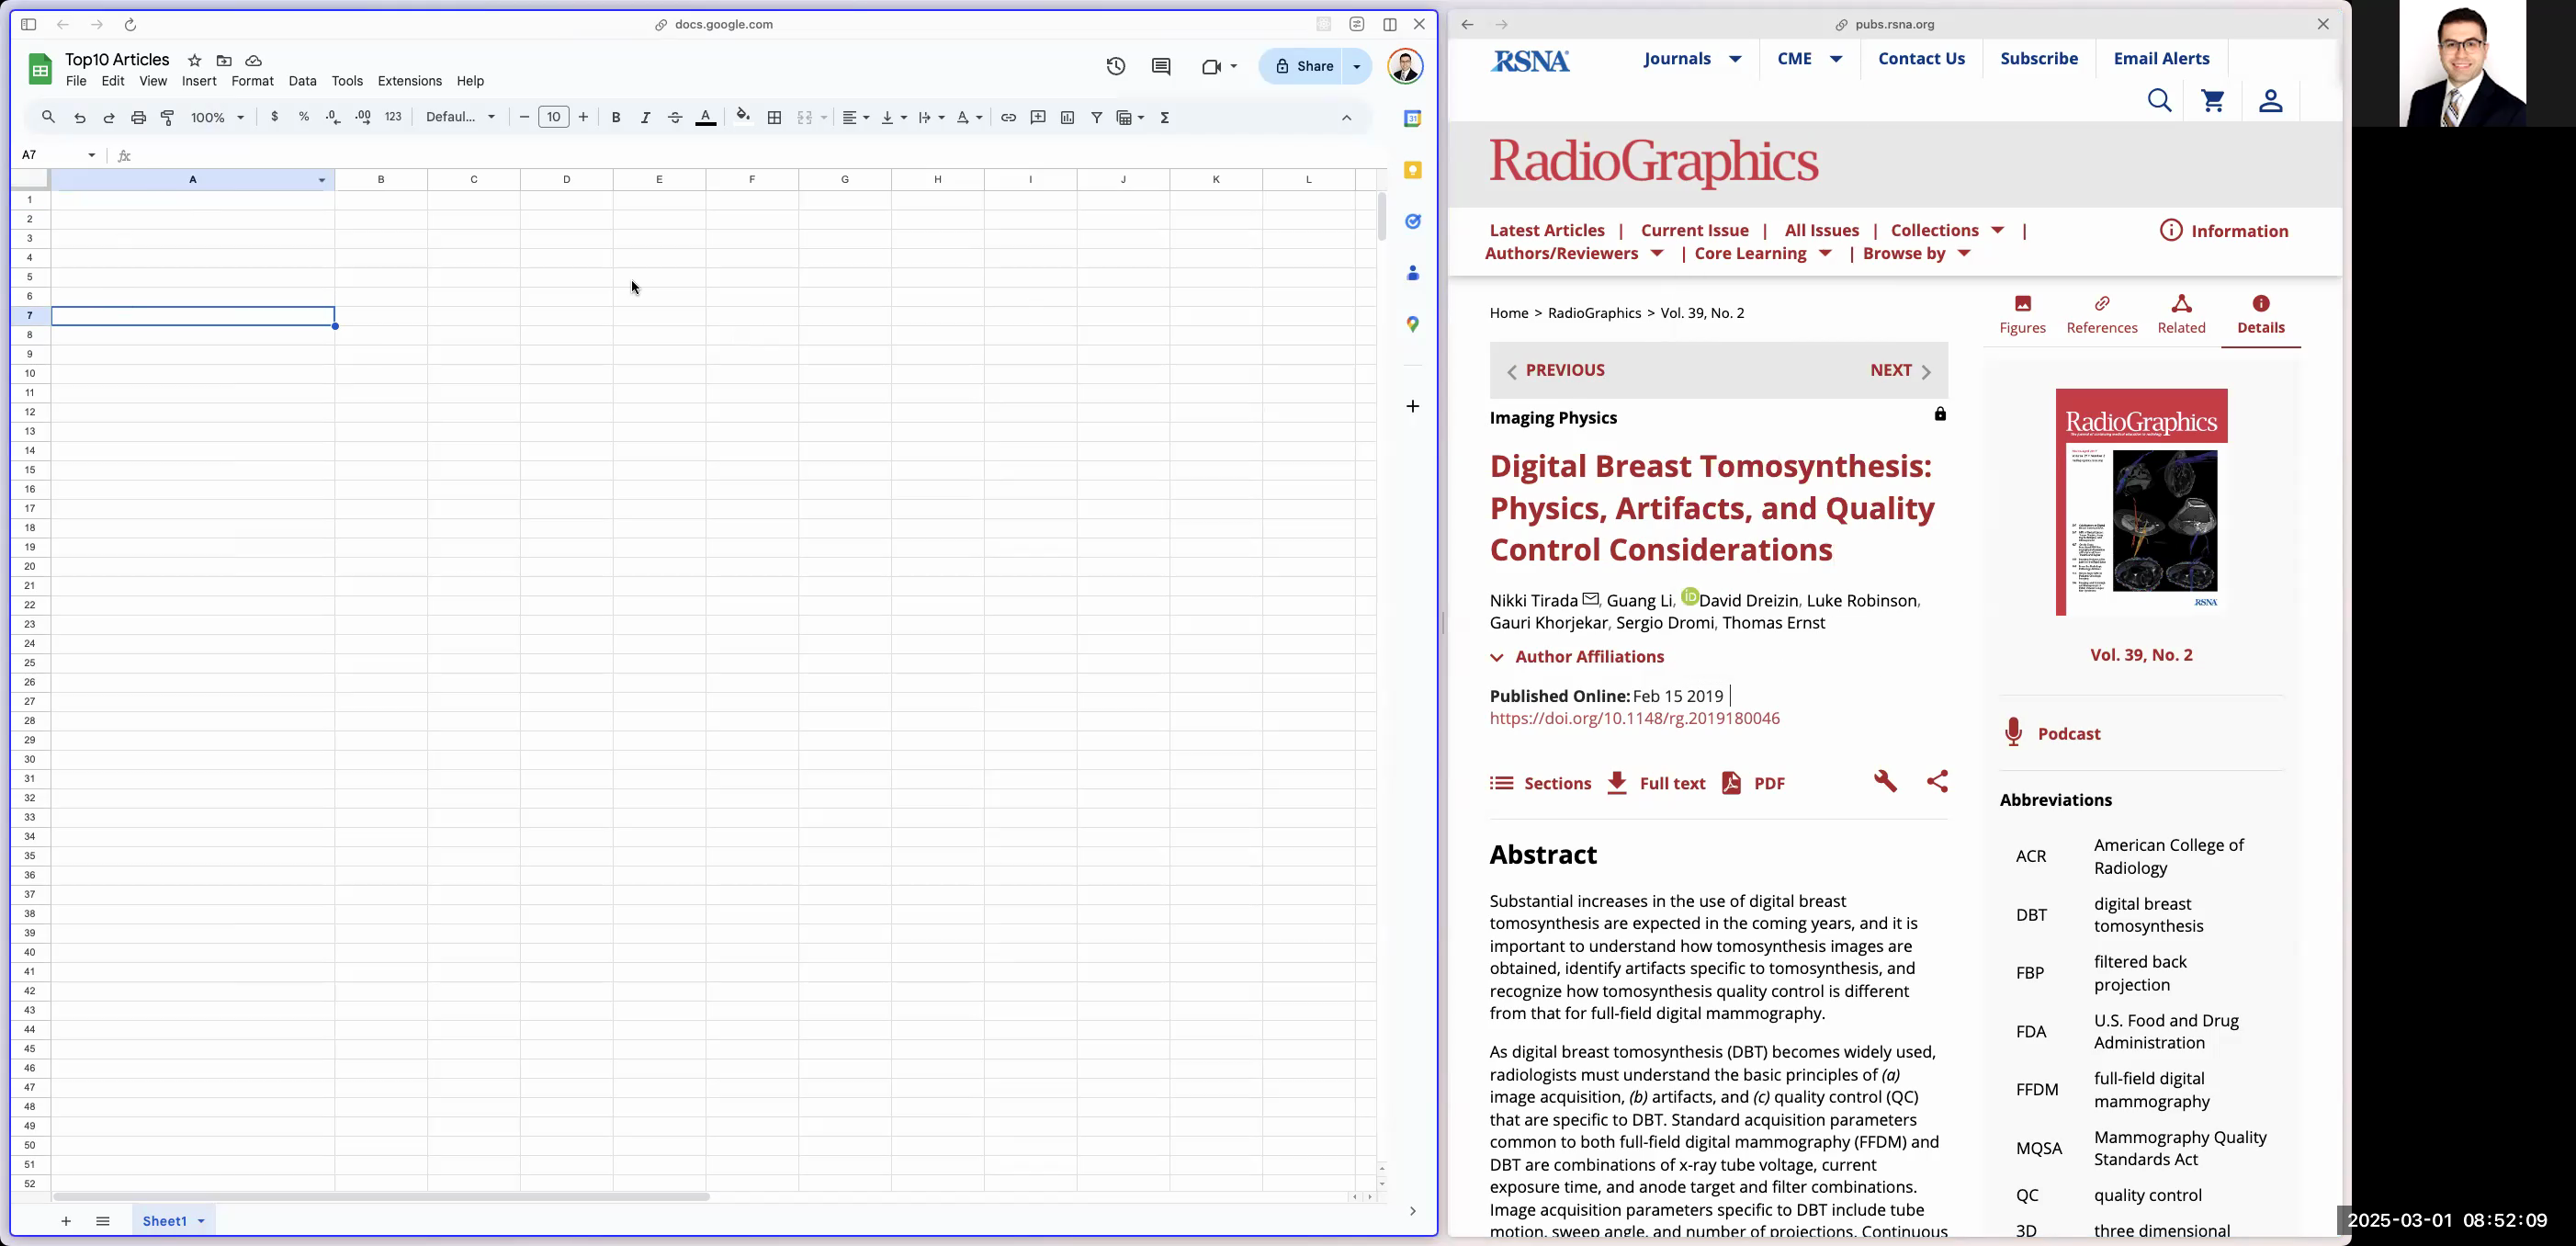 docs.google.com
Top10 Articles
File Edit View Insert Format Data Tools Extensions Help
Share
100% $ % .0 .00 123 Defaul... 10 B I A
A7
fx
A B C D E F G H I J K L
1
2
3
4
5
6
7
8
9
10
11
12
13
14
15
16
17
18
19
20
21
22
23
24
25
26
27
28
29
30
31
32
33
34
35
36
37
38
39
40
41
42
43
44
45
46
47
48
49
50
51
52
Sheet1
pubs.rsna.org
RSNA
Journals CME Contact Us Subscribe Email Alerts
RadioGraphics
Latest Articles | Current Issue | All Issues | Collections |
Authors/Reviewers | Core Learning | Browse by
Information
Home > RadioGraphics > Vol. 39, No. 2
PREVIOUS NEXT
Imaging Physics
Digital Breast Tomosynthesis:
Physics, Artifacts, and Quality
Control Considerations
Nikki Tirada, Guang Li, iD David Dreizin, Luke Robinson,
Gauri Khorjekar, Sergio Dromi, Thomas Ernst
Author Affiliations
Published Online: Feb 15 2019 |
https://doi.org/10.1148/rg.2019180046
Sections Full text PDF
Abstract
Substantial increases in the use of digital breast
tomosynthesis are expected in the coming years, and it is
important to understand how tomosynthesis images are
obtained, identify artifacts specific to tomosynthesis, and
recognize how tomosynthesis quality control is different
from that for full-field digital mammography.
As digital breast tomosynthesis (DBT) becomes widely used,
radiologists must understand the basic principles of (a)
image acquisition, (b) artifacts, and (c) quality control (QC)
that are specific to DBT. Standard acquisition parameters
common to both full-field digital mammography (FFDM) and
DBT are combinations of x-ray tube voltage, current
exposure time, and anode target and filter combinations.
Image acquisition parameters specific to DBT include tube
motion, sweep angle, and number of projections. Continuous
Figures References Related Details
RadioGraphics
RSNA
Vol. 39, No. 2
Podcast
Abbreviations
ACR American College of
Radiology
DBT digital breast
tomosynthesis
FBP filtered back
projection
FDA U.S. Food and Drug
Administration
FFDM full-field digital
mammography
MQSA Mammography Quality
Standards Act
QC quality control
3D three dimensional
2025-03-01 08:52:09